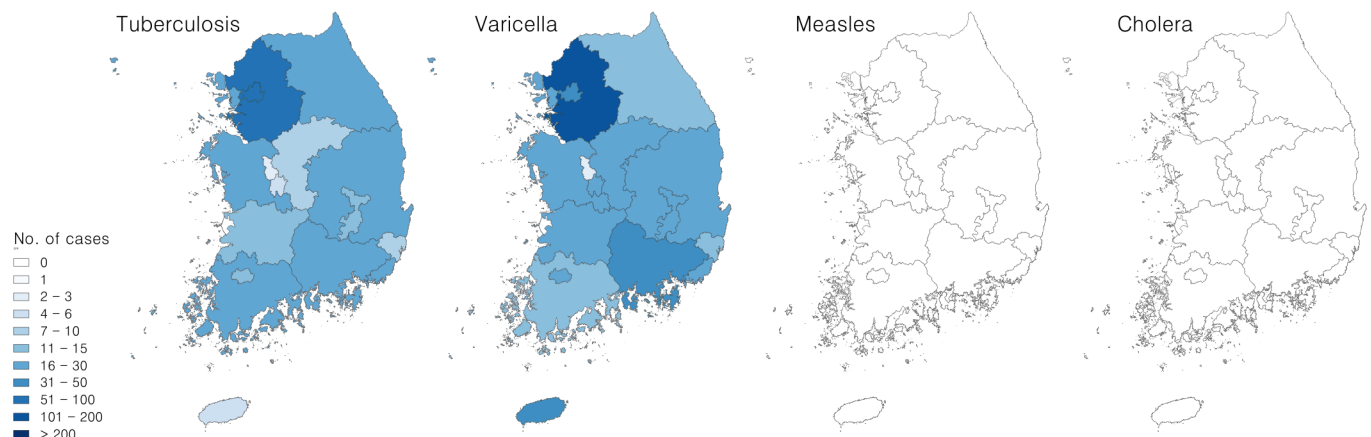 Tuberculosis
Varicella
Measles
Cholera
No. of cases
0
1
2 – 3
4 – 6
7 – 10
11 – 15
16 – 30
31 – 50
51 – 100
101 – 200
> 200